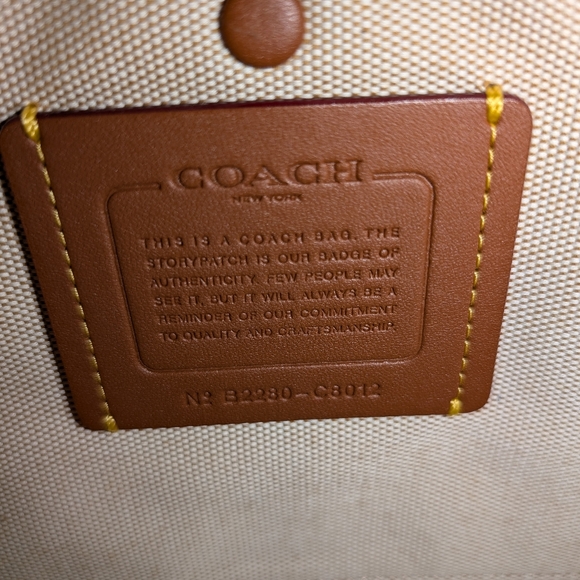 COACH
NEW YORK
THIS IS A COACH BAG. THE
STORYPATCH IS OUR BADGE OF
AUTHENTICITY. FEW PEOPLE MAY
SEE IT, BUT IT WILL ALWAYS BE A
REMINDER OF OUR COMMITMENT
TO QUALITY AND CRAFTSMANSHIP.
Nº B2280-C8012